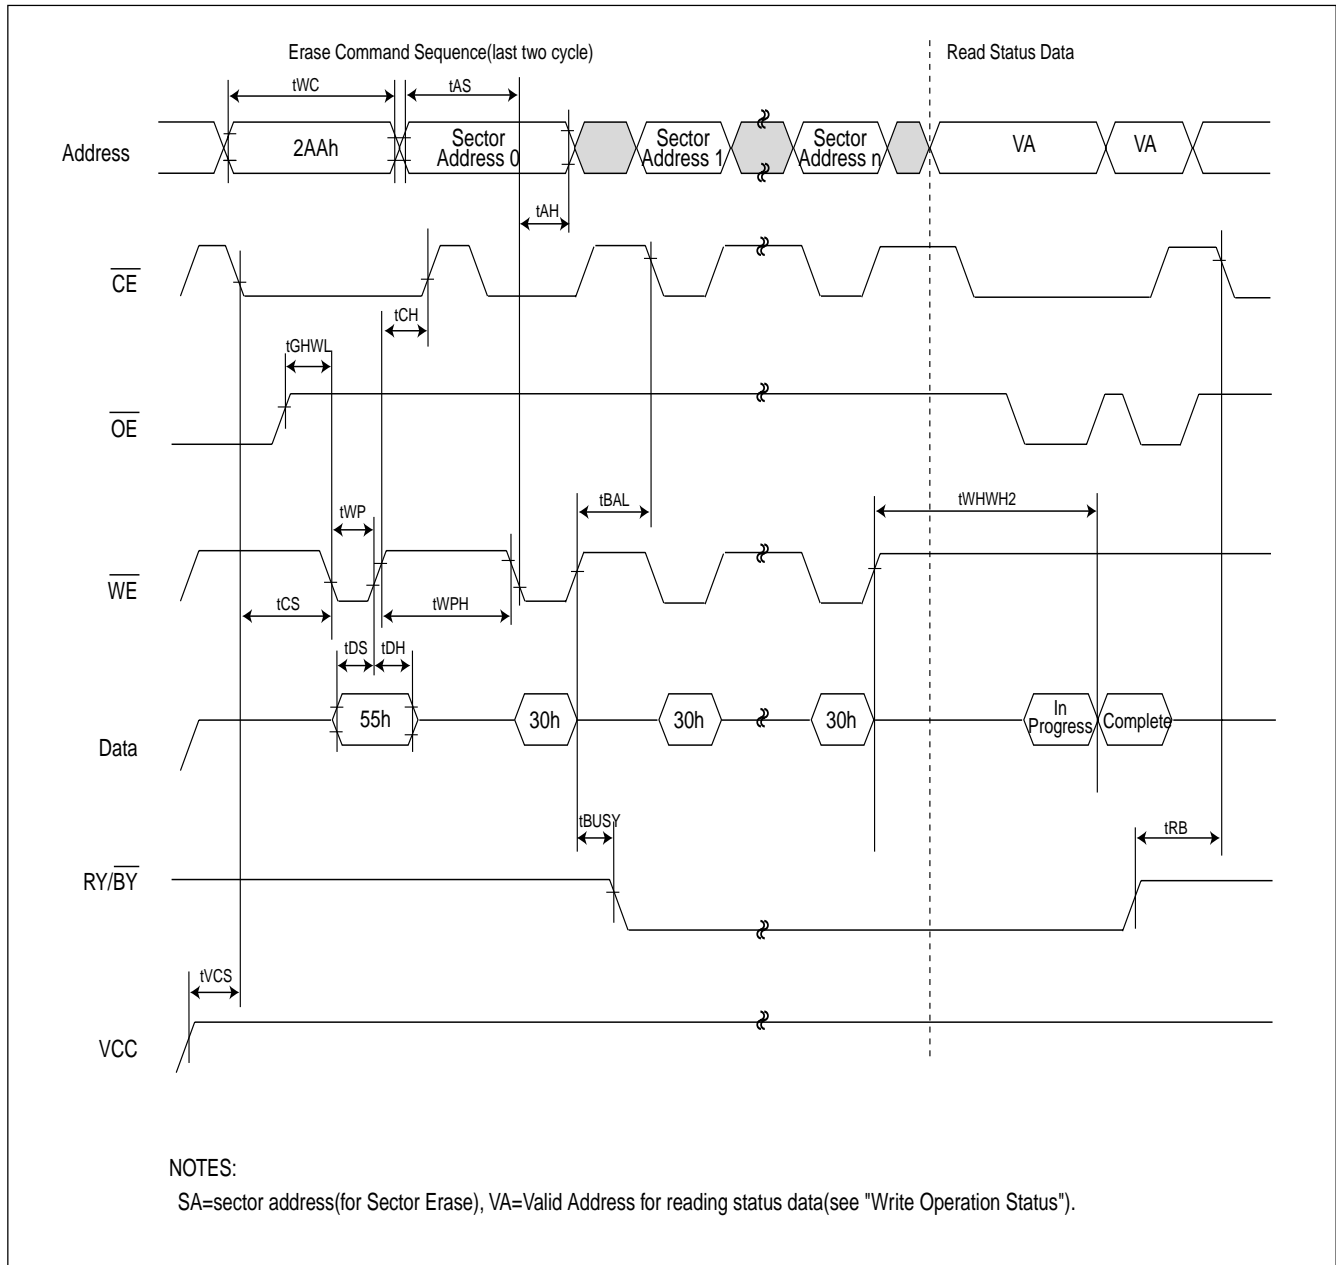 Erase Command Sequence(last two cycle)
Read Status Data
tWC
tAS
Address
2AAh
Sector
Address 0
Sector
Address 1
Sector
Address n
VA
VA
tAH
CE
tCH
tGHWL
OE
tBAL
tWHWH2
tWP
WE
tCS
tWPH
tDS
tDH
Data
55h
30h
30h
30h
In
Progress
Complete
tBUSY
tRB
RY/BY
tVCS
VCC
NOTES:
SA=sector address(for Sector Erase), VA=Valid Address for reading status data(see "Write Operation Status").